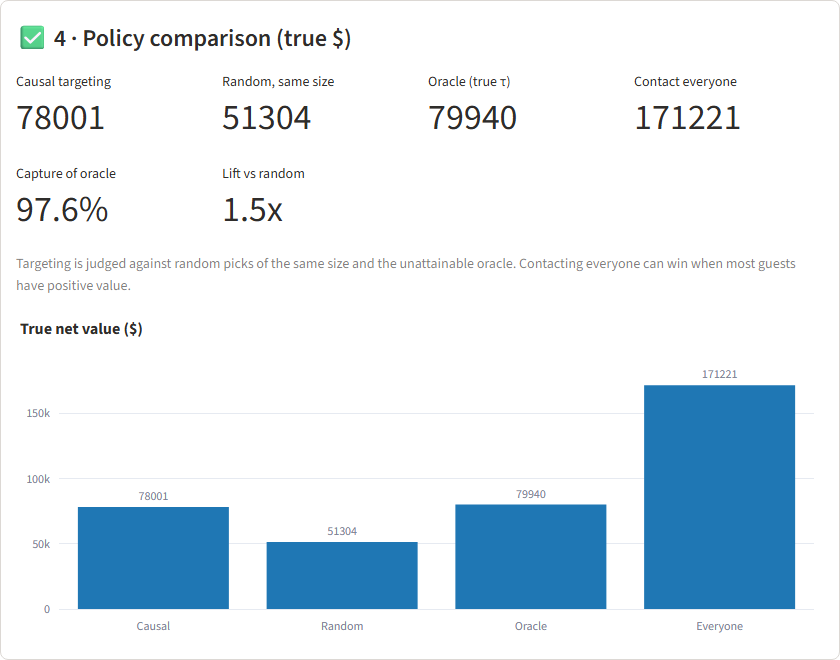 ✅ 4 · Policy comparison (true $)
Causal targeting
78001
Random, same size
51304
Oracle (true τ)
79940
Contact everyone
171221
Capture of oracle
97.6%
Lift vs random
1.5x
Targeting is judged against random picks of the same size and the unattainable oracle. Contacting everyone can win when most guests
have positive value.
True net value ($)
171221
150k
100k
78001
79940
51304
50k
0
Causal
Random
Oracle
Everyone